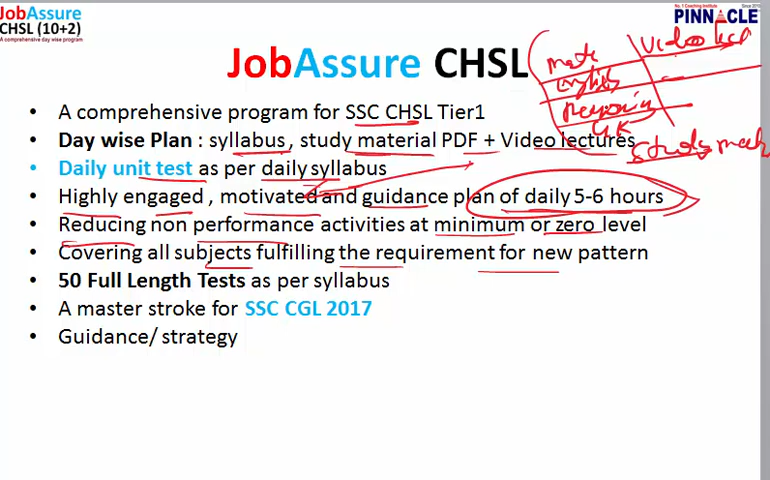 JobAssure
CHSL (10+2)
A comprehensive day wise program
No. 1 Coaching Institute
PINNACLE
JobAssure CHSL
Video lect
English
Reasoning
GK
Study mat
• A comprehensive program for SSC CHSL Tier1
• Day wise Plan : syllabus , study material PDF + Video lectures
• Daily unit test as per daily syllabus
• Highly engaged , motivated and guidance plan of daily 5-6 hours
• Reducing non performance activities at minimum or zero level
• Covering all subjects fulfilling the requirement for new pattern
• 50 Full Length Tests as per syllabus
• A master stroke for SSC CGL 2017
• Guidance/ strategy